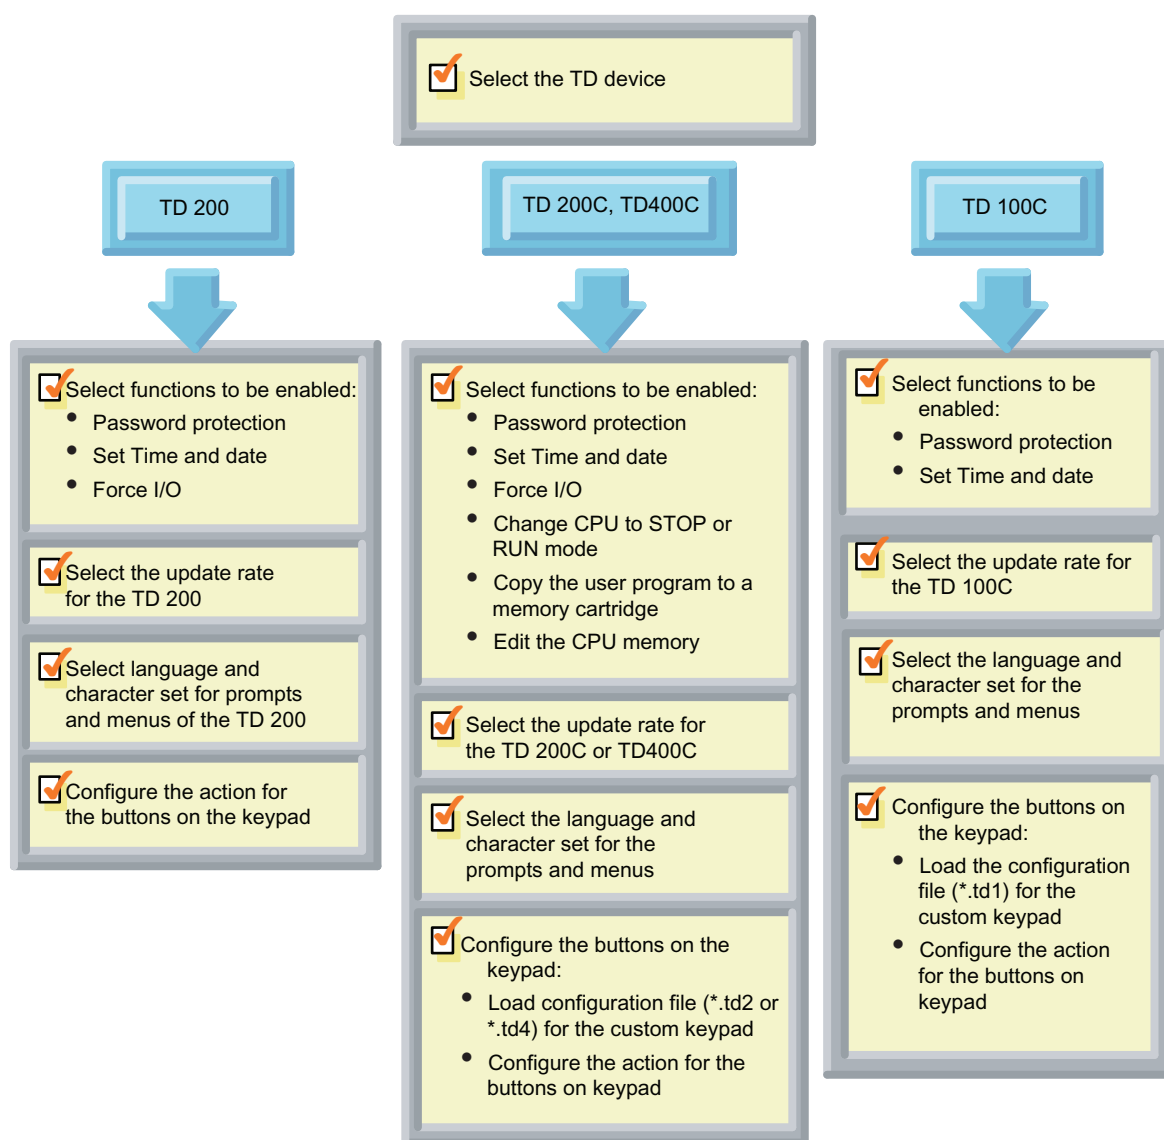 Select the TD device
TD 200
Select functions to be enabled:
• Password protection
• Set Time and date
• Force I/O
Select the update rate
for the TD 200
Select language and
character set for prompts
and menus of the TD 200
Configure the action for
the buttons on the keypad
TD 200C, TD400C
Select functions to be enabled:
• Password protection
• Set Time and date
• Force I/O
• Change CPU to STOP or
RUN mode
• Copy the user program to a
memory cartridge
• Edit the CPU memory
Select the update rate for
the TD 200C or TD400C
Select the language and
character set for the
prompts and menus
Configure the buttons on the
keypad:
• Load configuration file (*.td2 or
*.td4) for the custom keypad
• Configure the action for the
buttons on keypad
TD 100C
Select functions to be
enabled:
• Password protection
• Set Time and date
Select the update rate for
the TD 100C
Select the language and
character set for the
prompts and menus
Configure the buttons on
the keypad:
• Load the configuration
file (*.td1) for the
custom keypad
• Configure the action
for the buttons on
keypad